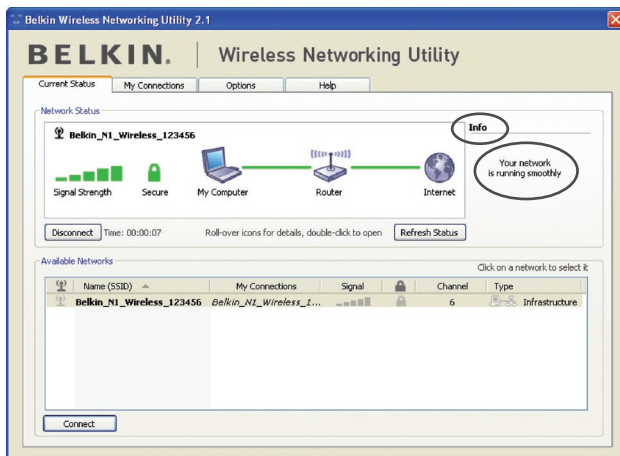 Belkin Wireless Networking Utility 2.1
BELKIN. Wireless Networking Utility
Current Status My Connections Options Help
Network Status
Belkin_N1_Wireless_123456
Info
Your network
is running smoothly
Signal Strength Secure My Computer Router Internet
Disconnect Time: 00:00:07 Roll-over icons for details, double-click to open Refresh Status
Available Networks
Click on a network to select it
Name (SSID) My Connections Signal Channel Type
Belkin_N1_Wireless_123456 Belkin_N1_Wireless_1... 6 Infrastructure
Connect